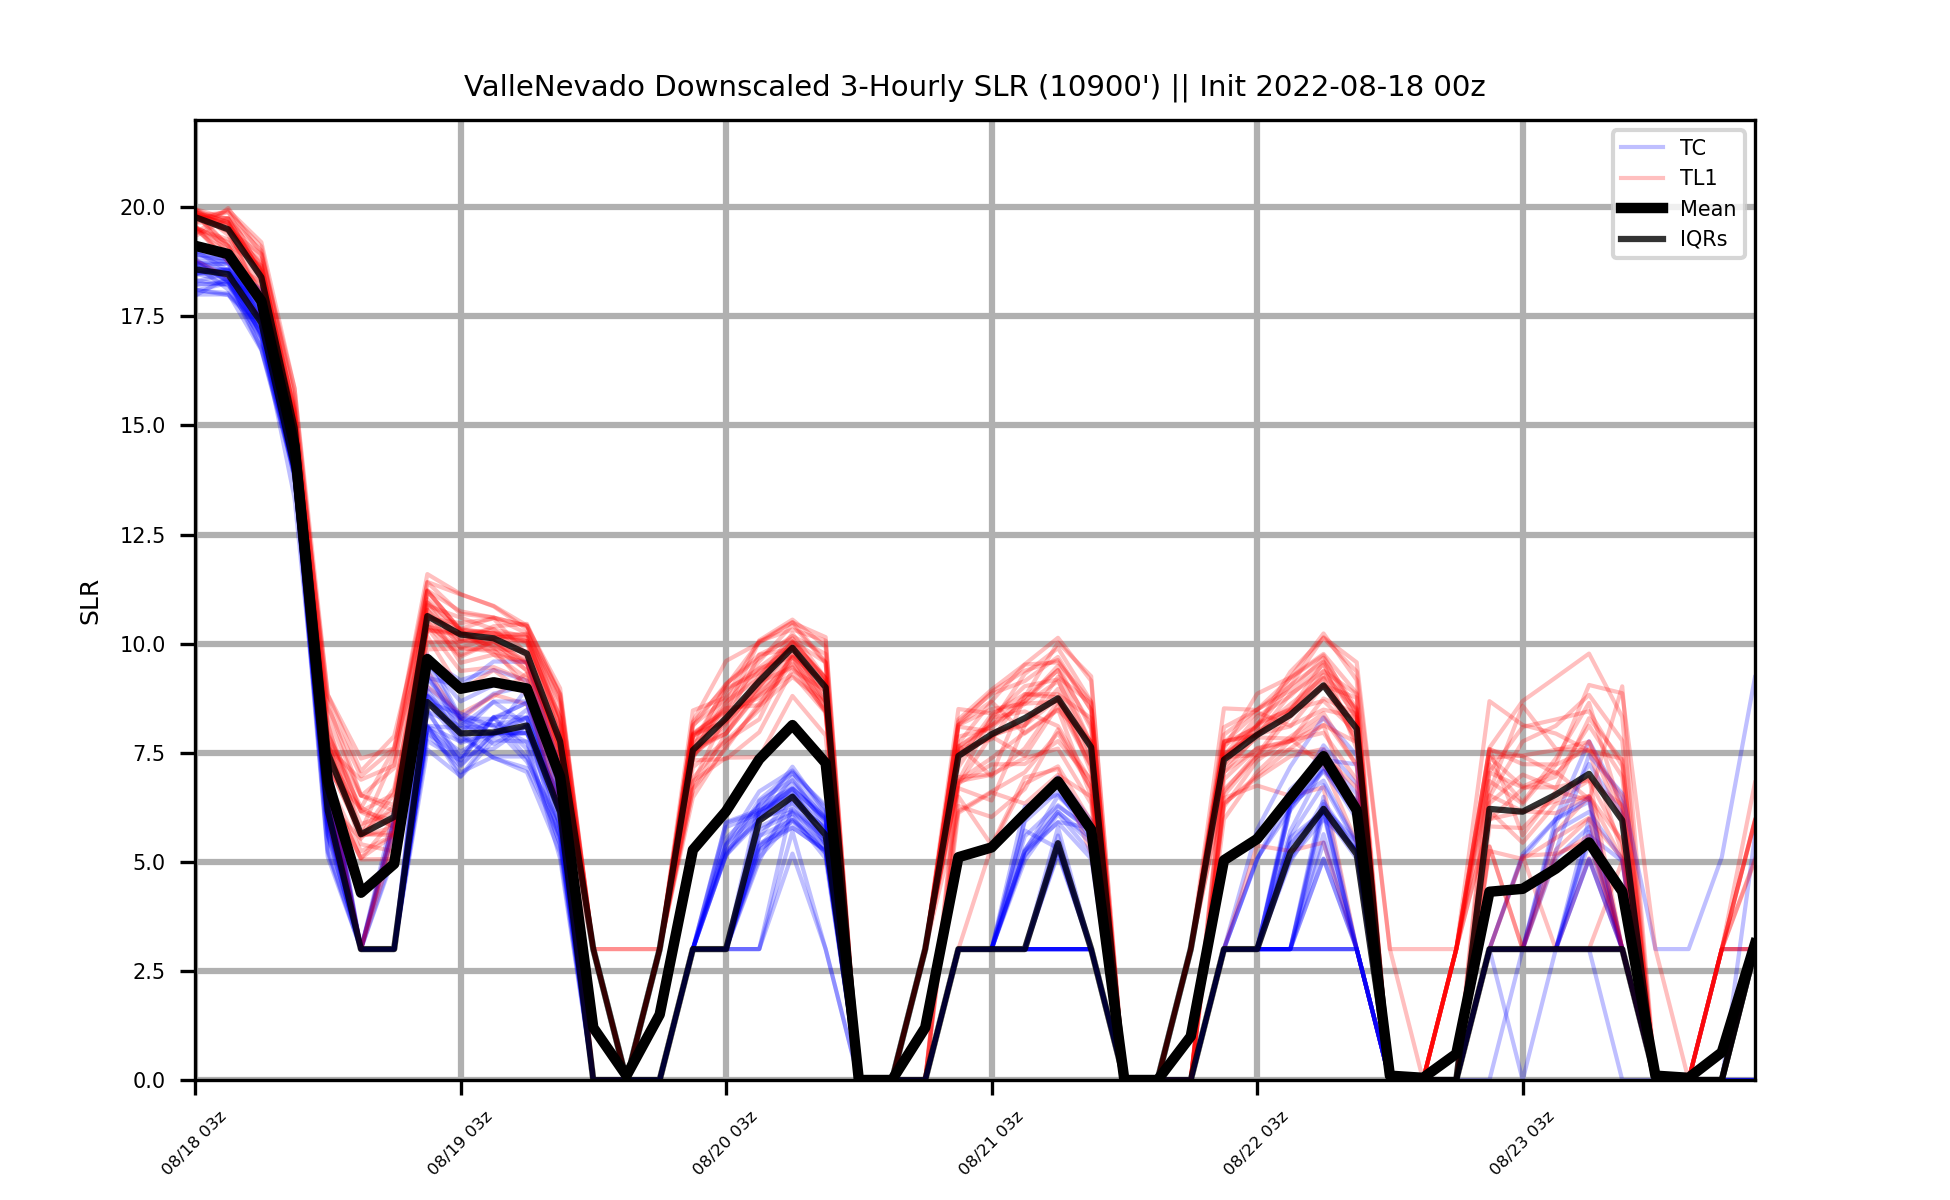 ValleNevado Downscaled 3-Hourly SLR (10900') || Init 2022-08-18 00z
TC
TL1
Mean
IQRs
SLR
20.0
17.5
15.0
12.5
10.0
7.5
5.0
2.5
0.0
08/18 03z
08/19 03z
08/20 03z
08/21 03z
08/22 03z
08/23 03z